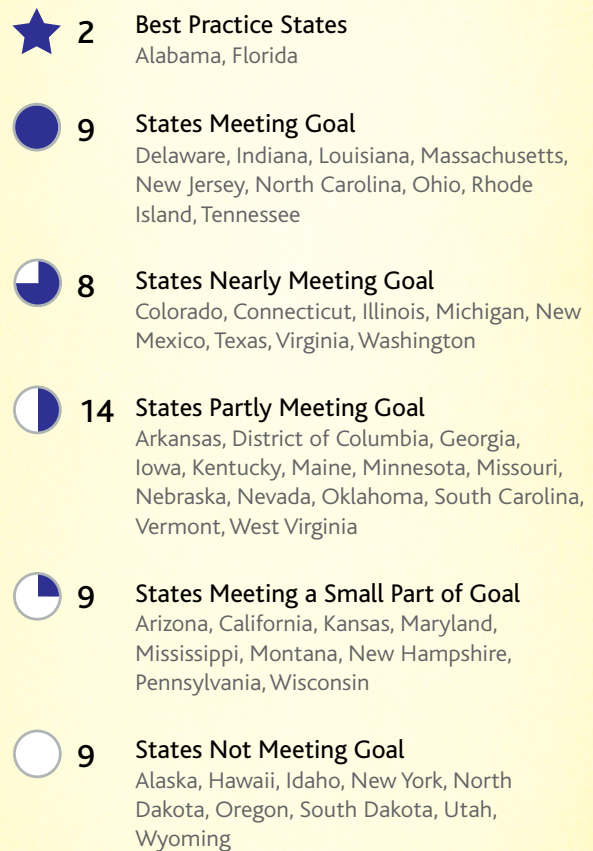 2 Best Practice States
Alabama, Florida
9 States Meeting Goal
Delaware, Indiana, Louisiana, Massachusetts,
New Jersey, North Carolina, Ohio, Rhode
Island, Tennessee
8 States Nearly Meeting Goal
Colorado, Connecticut, Illinois, Michigan, New
Mexico, Texas, Virginia, Washington
14 States Partly Meeting Goal
Arkansas, District of Columbia, Georgia,
Iowa, Kentucky, Maine, Minnesota, Missouri,
Nebraska, Nevada, Oklahoma, South Carolina,
Vermont, West Virginia
9 States Meeting a Small Part of Goal
Arizona, California, Kansas, Maryland,
Mississippi, Montana, New Hampshire,
Pennsylvania, Wisconsin
9 States Not Meeting Goal
Alaska, Hawaii, Idaho, New York, North
Dakota, Oregon, South Dakota, Utah,
Wyoming